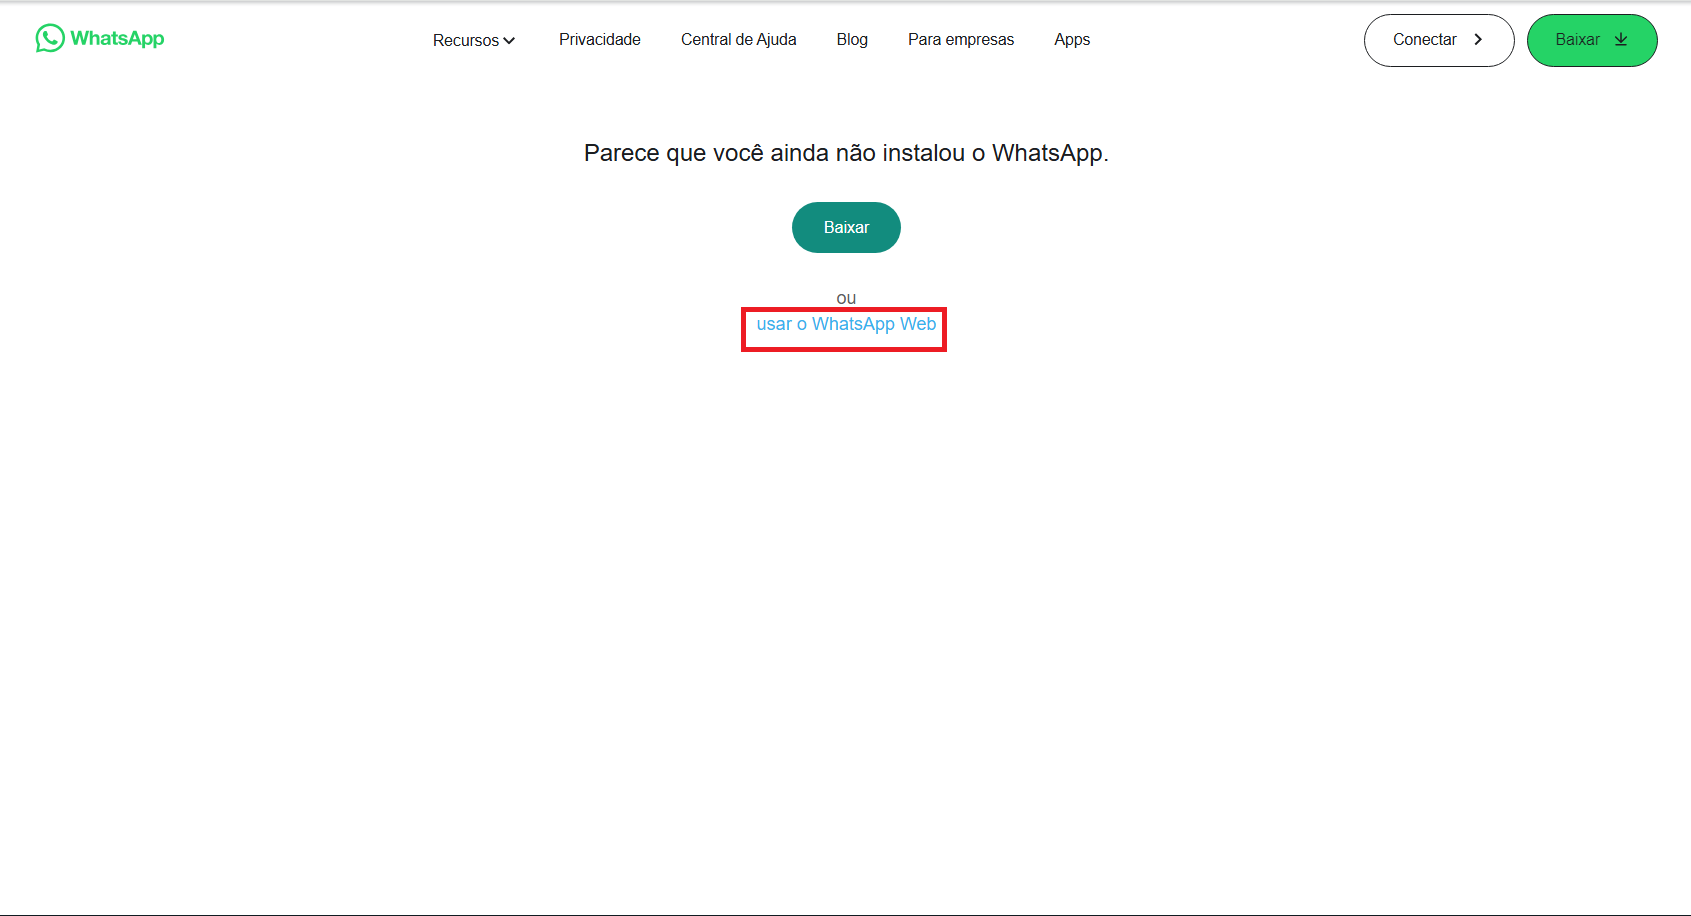 WhatsApp
Recursos
Privacidade
Central de Ajuda
Blog
Para empresas
Apps
Conectar
Baixar
Parece que você ainda não instalou o WhatsApp.
Baixar
ou
usar o WhatsApp Web